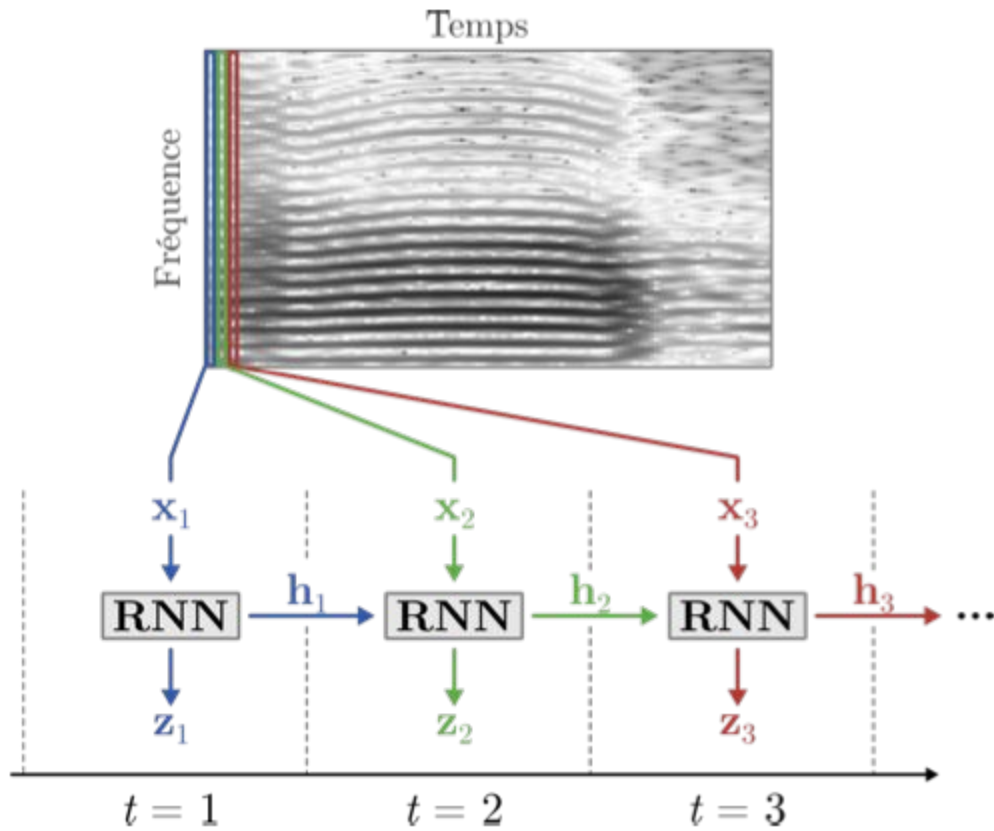 Temps
Fréquence
x₁ x₂ x₃
h₁ h₂ h₃
RNN RNN RNN ...
z₁ z₂ z₃
t = 1 t = 2 t = 3